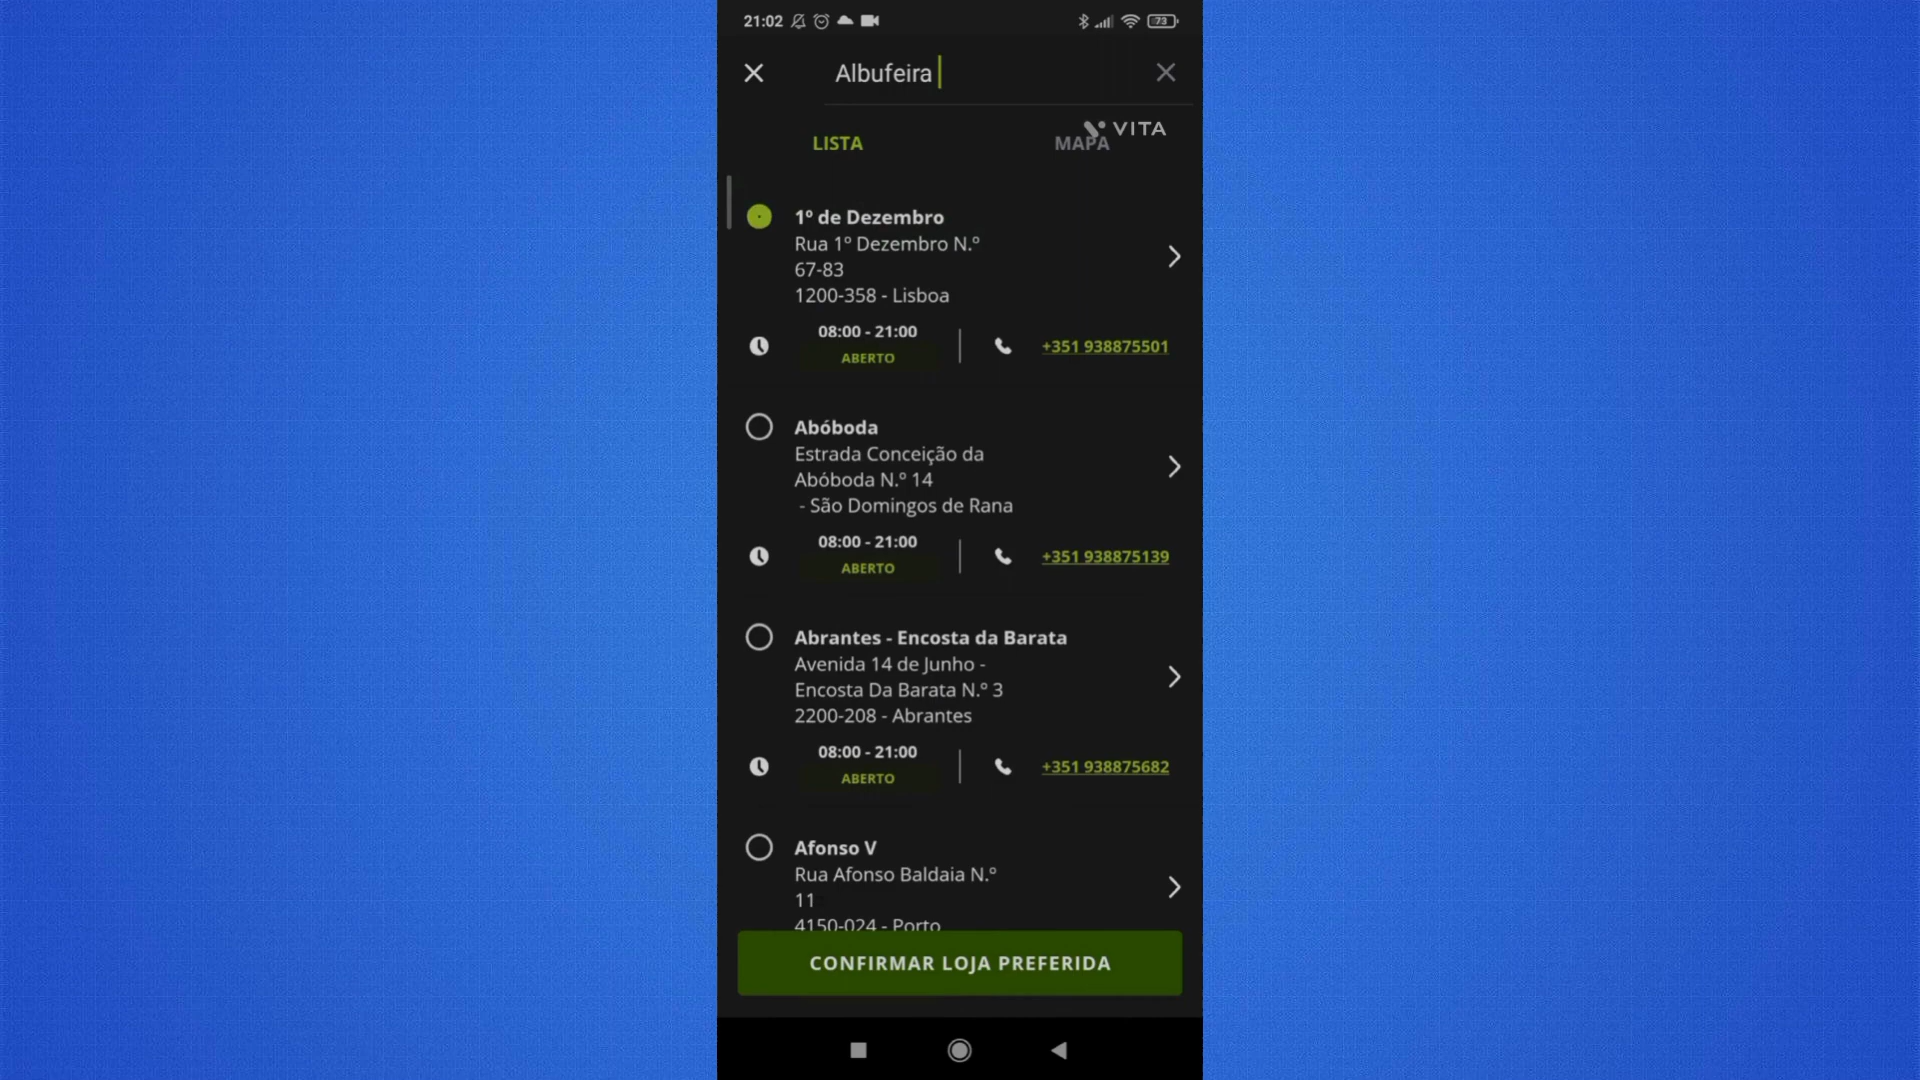 21:02
73
Albufeira
VITA
LISTA
MAPA
1º de Dezembro
Rua 1º Dezembro N.º
67-83
1200-358 - Lisboa
08:00 - 21:00
ABERTO
+351 938875501
Abóboda
Estrada Conceição da
Abóboda N.º 14
- São Domingos de Rana
08:00 - 21:00
ABERTO
+351 938875139
Abrantes - Encosta da Barata
Avenida 14 de Junho -
Encosta Da Barata N.º 3
2200-208 - Abrantes
08:00 - 21:00
ABERTO
+351 938875682
Afonso V
Rua Afonso Baldaia N.º
11
4150-024 - Porto
CONFIRMAR LOJA PREFERIDA